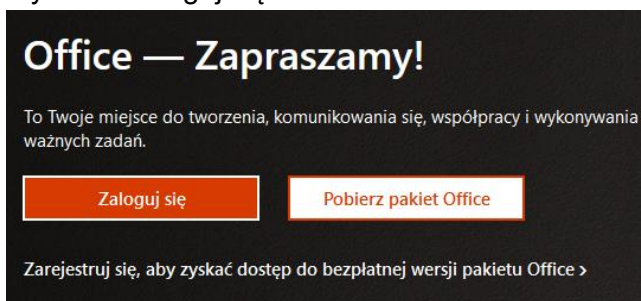 Office — Zapraszamy!
To Twoje miejsce do tworzenia, komunikowania się, współpracy i wykonywania
ważnych zadań.
Zaloguj się
Pobierz pakiet Office
Zarejestruj się, aby zyskać dostęp do bezpłatnej wersji pakietu Office >